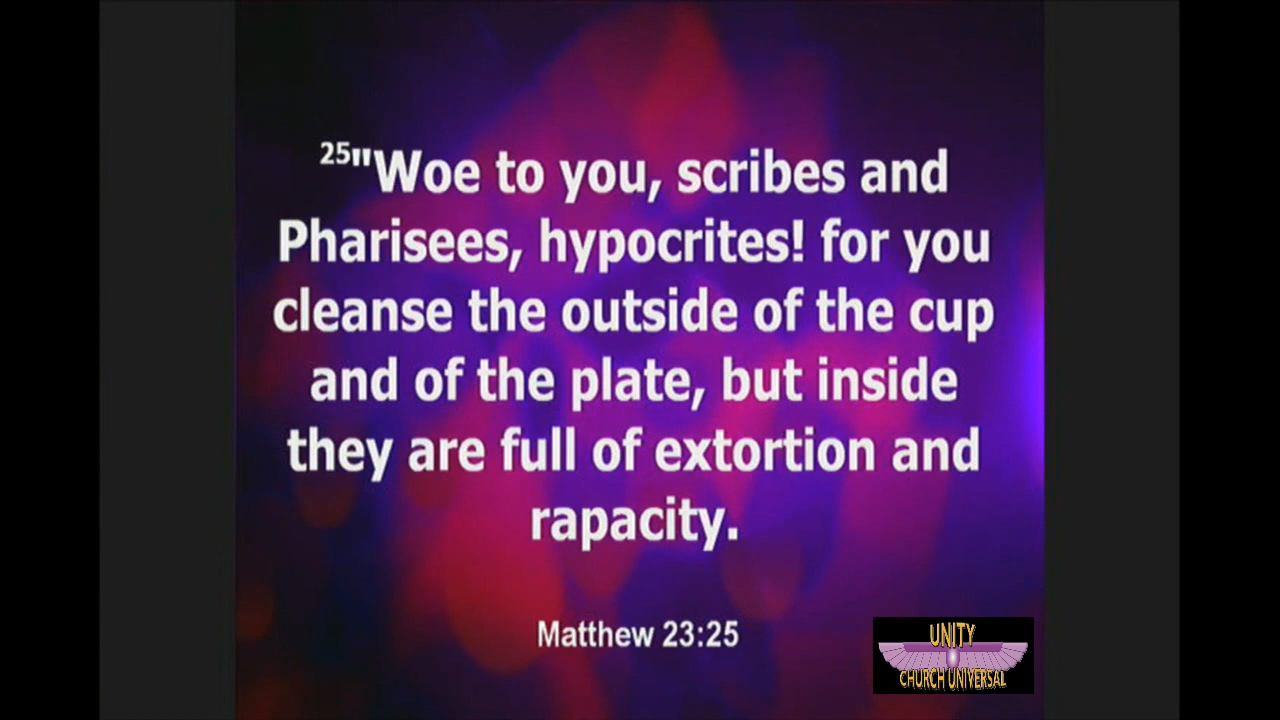 25"Woe to you, scribes and
Pharisees, hypocrites! for you
cleanse the outside of the cup
and of the plate, but inside
they are full of extortion and
rapacity.
Matthew 23:25
UNITY
CHURCH UNIVERSAL